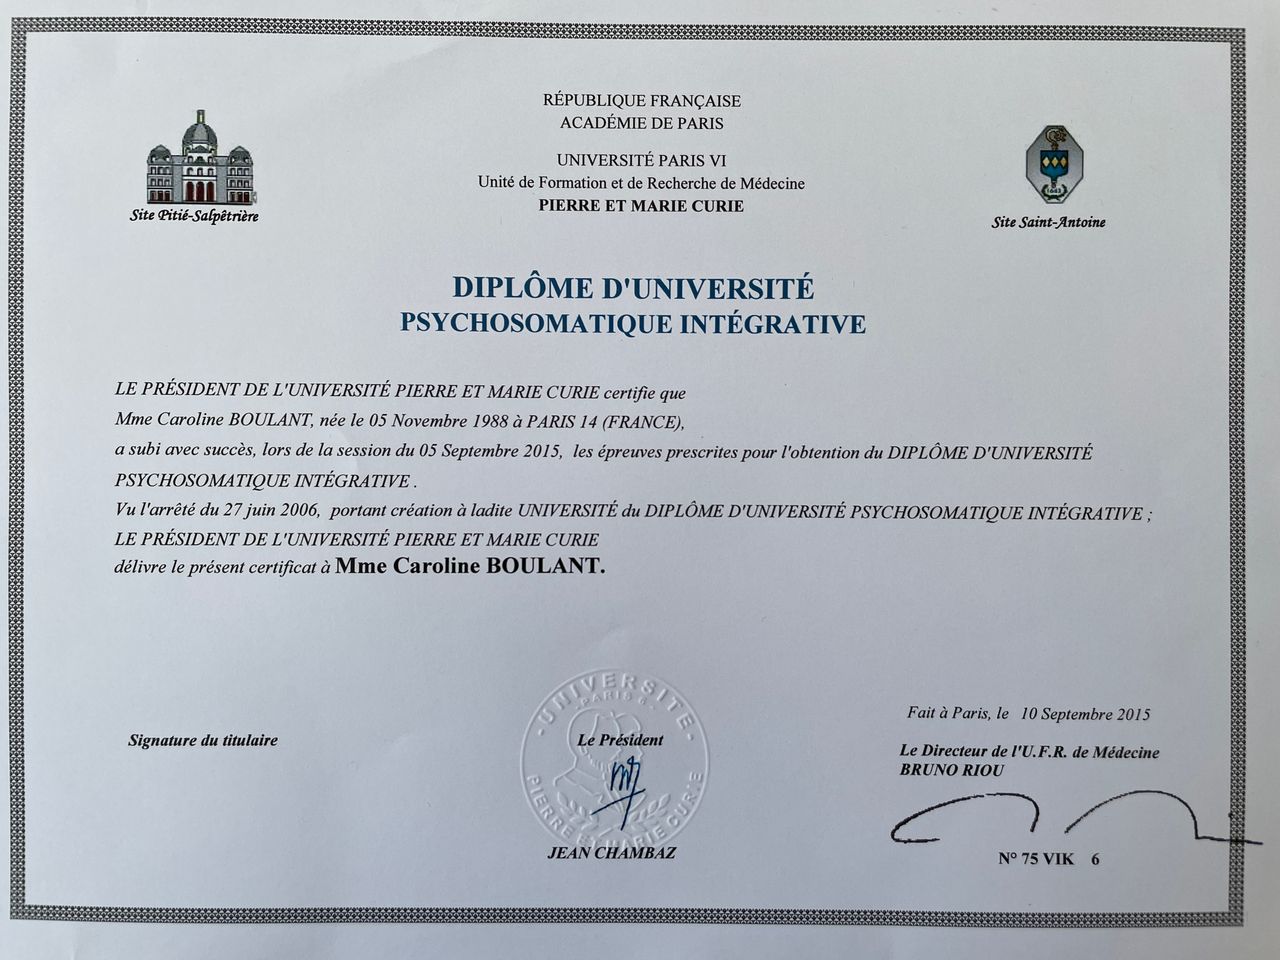 RÉPUBLIQUE FRANÇAISE
ACADÉMIE DE PARIS
UNIVERSITÉ PARIS VI
Unité de Formation et de Recherche de Médecine
PIERRE ET MARIE CURIE
Site Pitié-Salpêtrière
1643
Site Saint-Antoine
DIPLÔME D'UNIVERSITÉ
PSYCHOSOMATIQUE INTÉGRATIVE
LE PRÉSIDENT DE L'UNIVERSITÉ PIERRE ET MARIE CURIE certifie que
Mme Caroline BOULANT, née le 05 Novembre 1988 à PARIS 14 (FRANCE),
a subi avec succès, lors de la session du 05 Septembre 2015, les épreuves prescrites pour l'obtention du DIPLÔME D'UNIVERSITÉ
PSYCHOSOMATIQUE INTÉGRATIVE .
Vu l'arrêté du 27 juin 2006, portant création à ladite UNIVERSITÉ du DIPLÔME D'UNIVERSITÉ PSYCHOSOMATIQUE INTÉGRATIVE ;
LE PRÉSIDENT DE L'UNIVERSITÉ PIERRE ET MARIE CURIE
délivre le présent certificat à Mme Caroline BOULANT.
UNIVERSITE
PARIS 6
PIERRE ET MARIE CURIE
Fait à Paris, le 10 Septembre 2015
Signature du titulaire
Le Président
Le Directeur de l'U.F.R. de Médecine
BRUNO RIOU
JEAN CHAMBAZ
N° 75 VIK 6